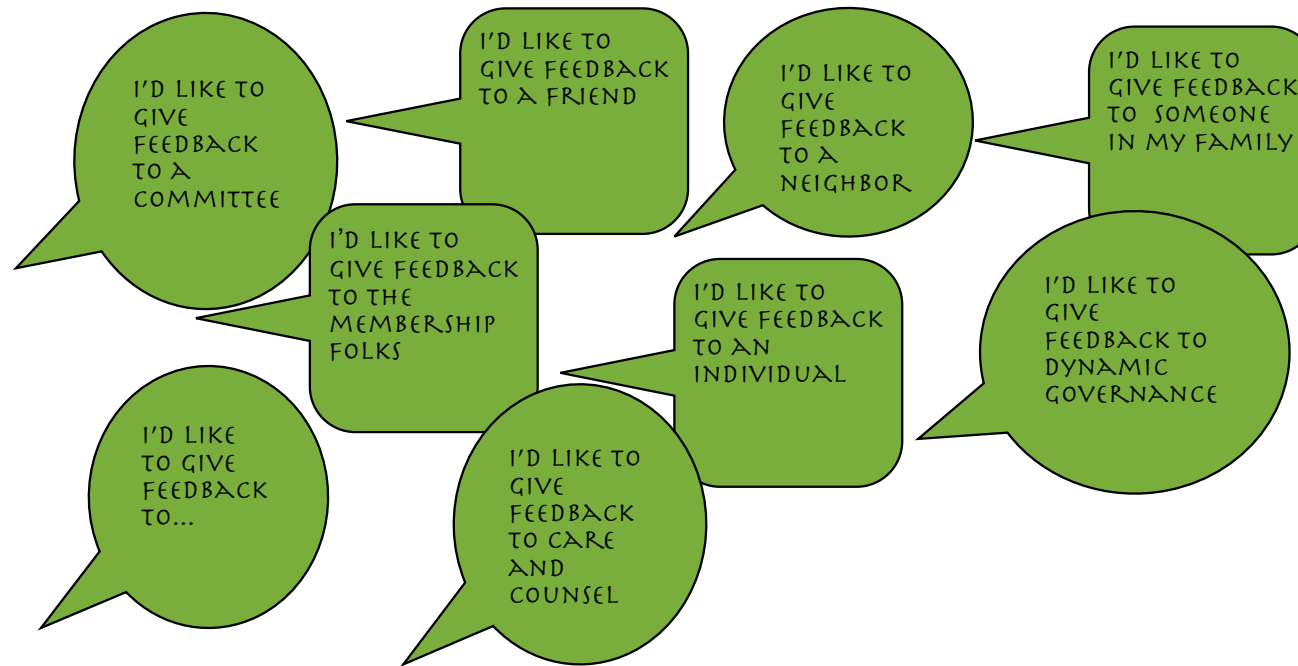 I'D LIKE TO
GIVE
FEEDBACK
TO A
COMMITTEE
I'D LIKE TO
GIVE FEEDBACK
TO A FRIEND
I'D LIKE TO
GIVE
FEEDBACK
TO A
NEIGHBOR
I'D LIKE TO
GIVE FEEDBACK
TO SOMEONE
IN MY FAMILY
I'D LIKE TO
GIVE FEEDBACK
TO THE
MEMBERSHIP
FOLKS
I'D LIKE TO
GIVE FEEDBACK
TO AN
INDIVIDUAL
I'D LIKE TO
GIVE
FEEDBACK TO
DYNAMIC
GOVERNANCE
I'D LIKE
TO GIVE
FEEDBACK
TO...
I'D LIKE TO
GIVE
FEEDBACK
TO CARE
AND
COUNSEL